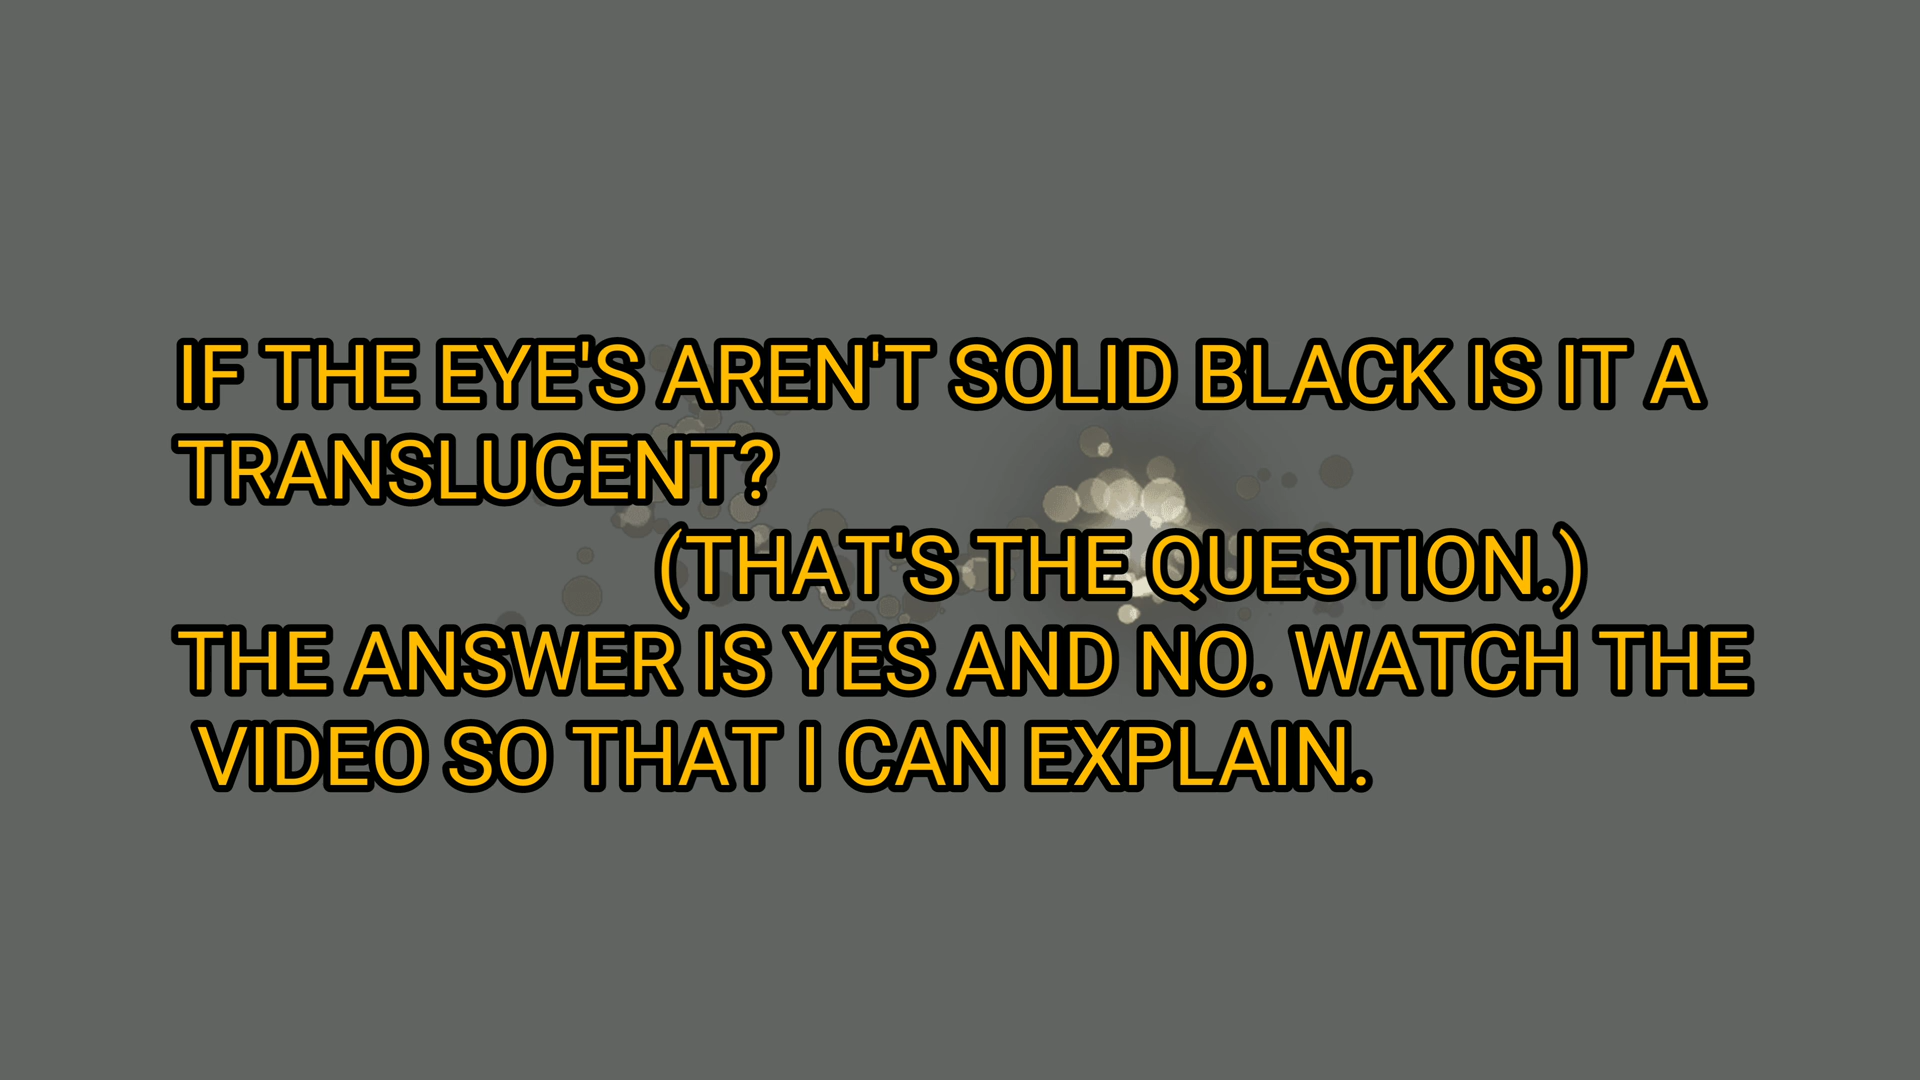 IF THE EYE'S AREN'T SOLID BLACK IS IT A
TRANSLUCENT?
(THAT'S THE QUESTION.)
THE ANSWER IS YES AND NO. WATCH THE
VIDEO SO THAT I CAN EXPLAIN.